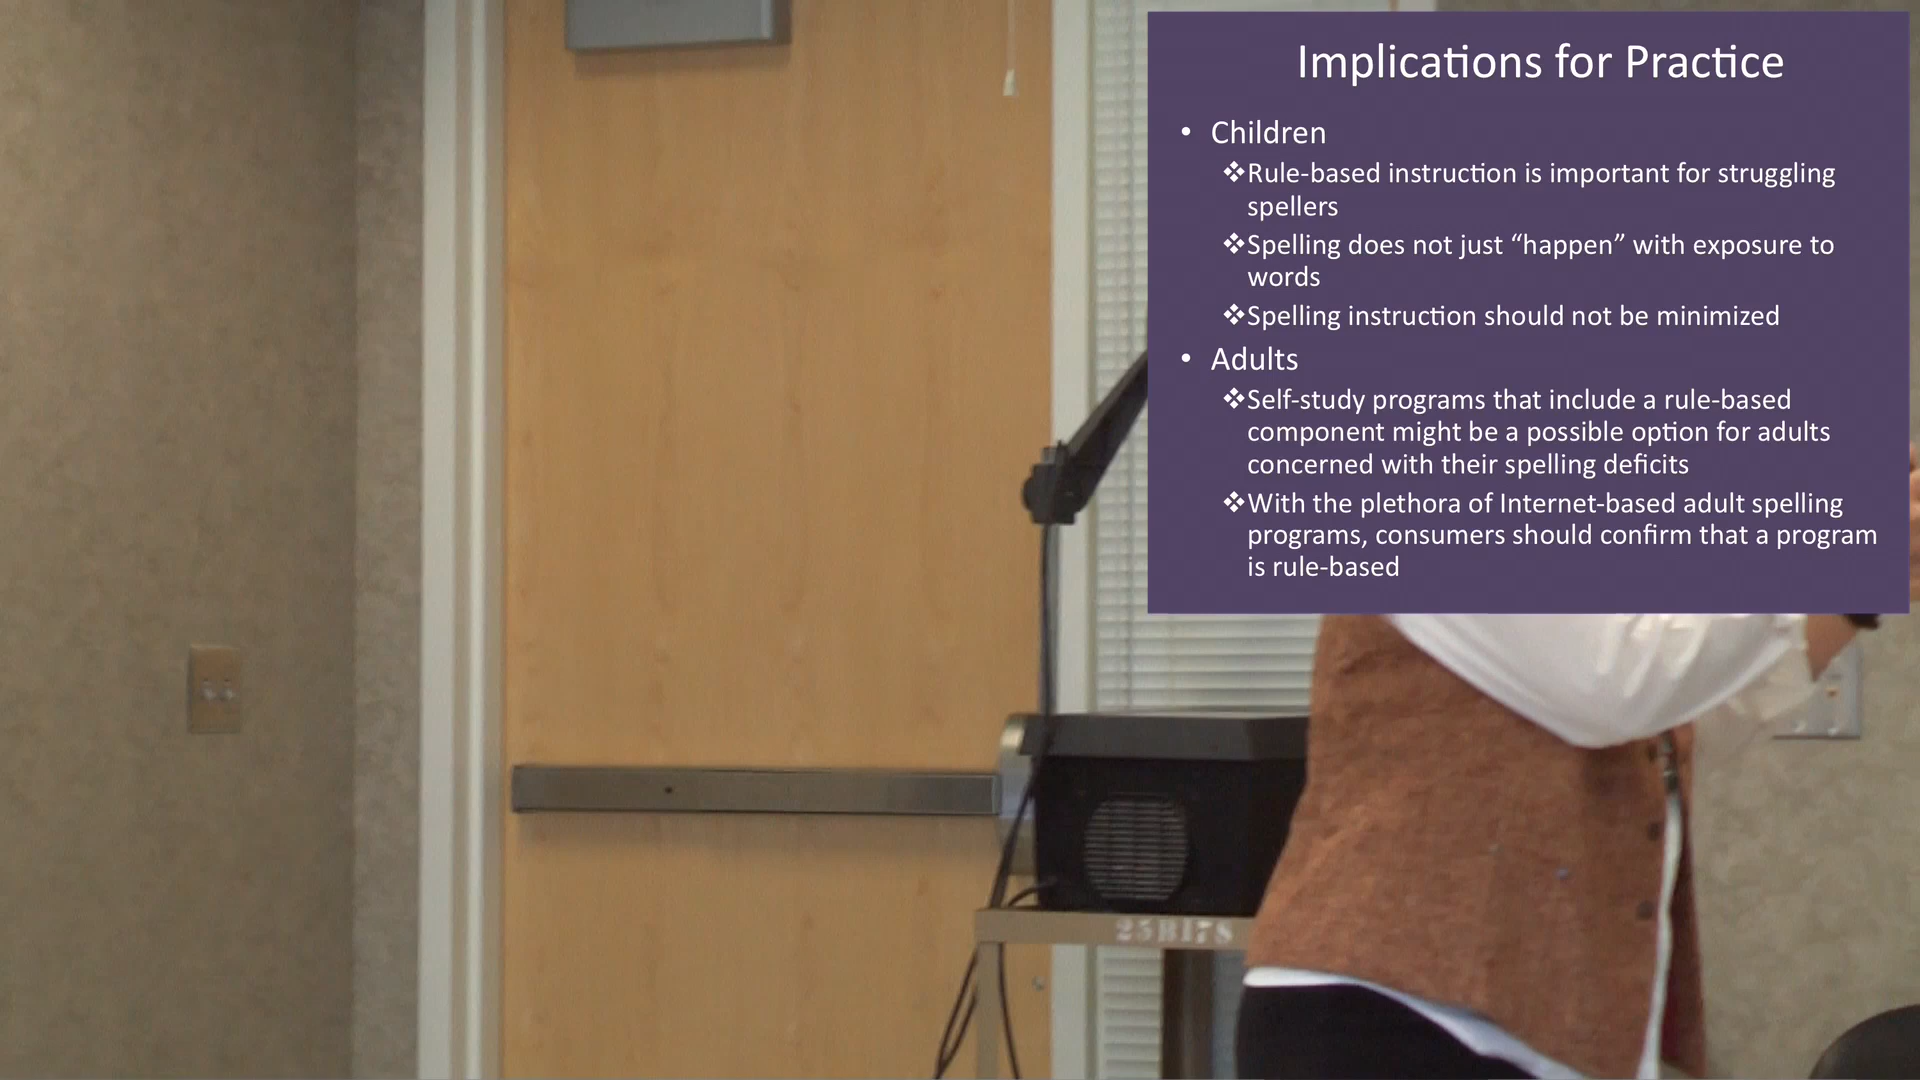 Implications for Practice
• Children
❖Rule-based instruction is important for struggling
spellers
❖Spelling does not just “happen” with exposure to
words
❖Spelling instruction should not be minimized
• Adults
❖Self-study programs that include a rule-based
component might be a possible option for adults
concerned with their spelling deficits
❖With the plethora of Internet-based adult spelling
programs, consumers should confirm that a program
is rule-based
25B178